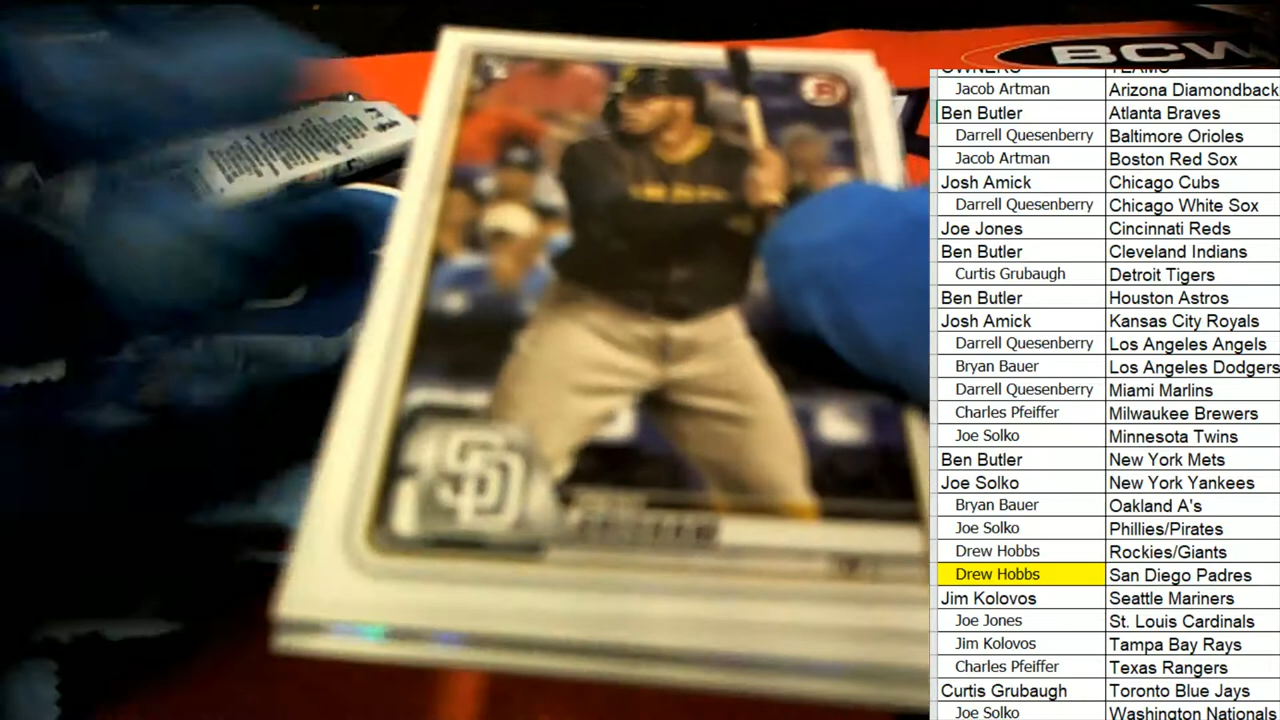 BCW
OWNERS TEAMS
Jacob Artman Arizona Diamondback
Ben Butler Atlanta Braves
Darrell Quesenberry Baltimore Orioles
Jacob Artman Boston Red Sox
Josh Amick Chicago Cubs
Darrell Quesenberry Chicago White Sox
Joe Jones Cincinnati Reds
Ben Butler Cleveland Indians
Curtis Grubaugh Detroit Tigers
Ben Butler Houston Astros
Josh Amick Kansas City Royals
Darrell Quesenberry Los Angeles Angels
Bryan Bauer Los Angeles Dodgers
Darrell Quesenberry Miami Marlins
Charles Pfeiffer Milwaukee Brewers
Joe Solko Minnesota Twins
Ben Butler New York Mets
Joe Solko New York Yankees
Bryan Bauer Oakland A's
Joe Solko Phillies/Pirates
Drew Hobbs Rockies/Giants
Drew Hobbs San Diego Padres
Jim Kolovos Seattle Mariners
Joe Jones St. Louis Cardinals
Jim Kolovos Tampa Bay Rays
Charles Pfeiffer Texas Rangers
Curtis Grubaugh Toronto Blue Jays
Joe Solko Washington Nationals
SD